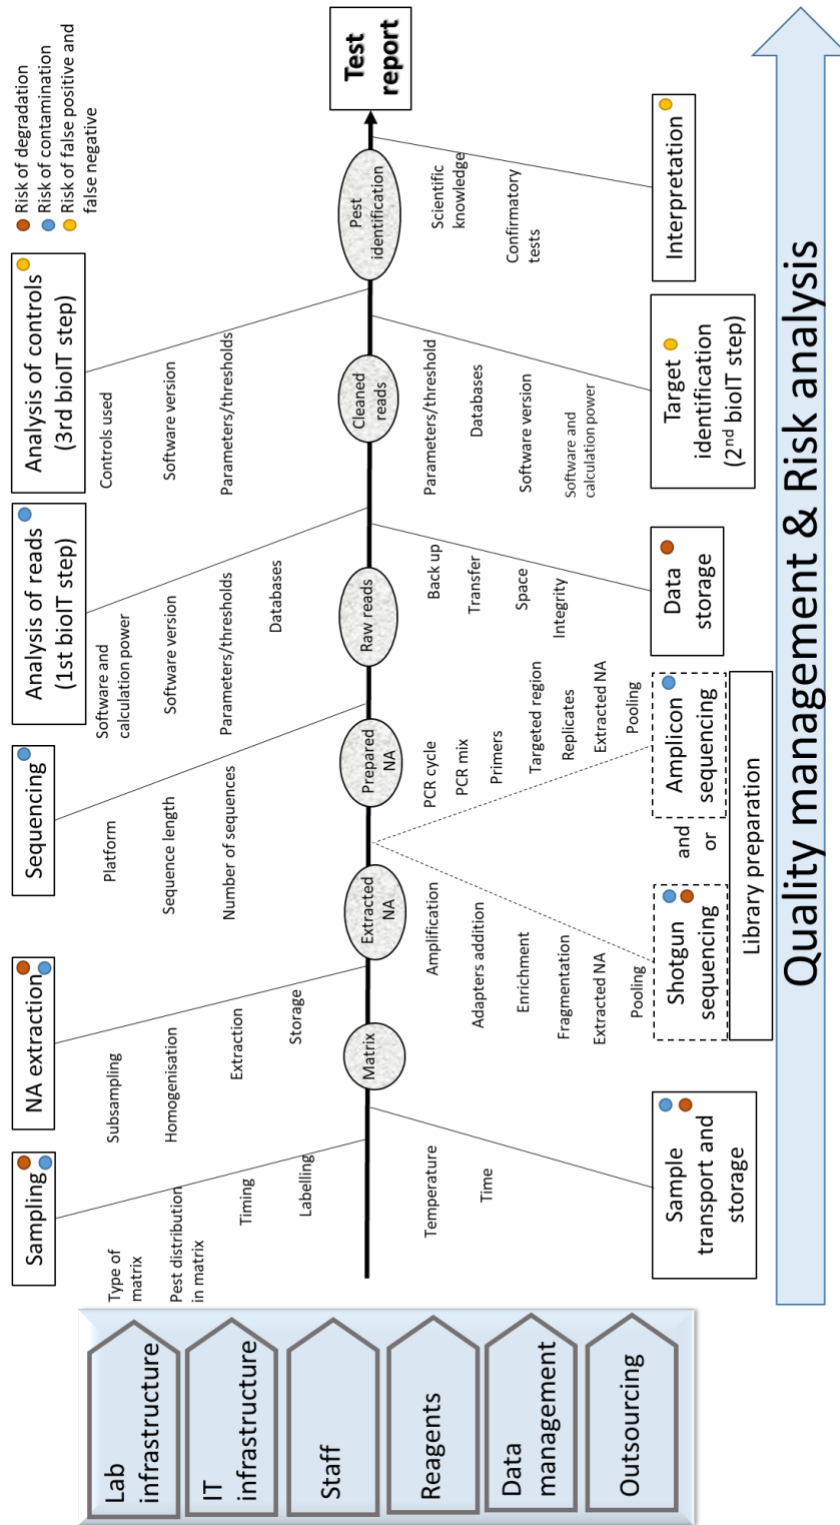 Lab
infrastructure
IT
infrastructure
Staff
Reagents
Data
management
Outsourcing
Sampling
Type of
matrix
Pest distribution
in matrix
Timing
Labelling
NA extraction
Subsampling
Homogenisation
Extraction
Storage
Sequencing
Platform
Sequence length
Number of sequences
Analysis of reads
(1st bioIT step)
Software and
calculation power
Software version
Parameters/thresholds
Databases
Analysis of controls
(3rd bioIT step)
Controls used
Software version
Parameters/thresholds
Risk of degradation
Risk of contamination
Risk of false positive and
false negative
Matrix
Extracted
NA
Prepared
NA
Raw reads
Cleaned
reads
Pest
identification
Test
report
Temperature
Time
Sample
transport and
storage
Amplification
Adapters addition
Enrichment
Fragmentation
Extracted NA
Pooling
Shotgun
sequencing
and
or
PCR cycle
PCR mix
Primers
Targeted region
Replicates
Extracted NA
Pooling
Amplicon
sequencing
Library preparation
Back up
Transfer
Space
Integrity
Data
storage
Parameters/threshold
Databases
Software version
Software and
calculation power
Target
identification
(2nd bioIT step)
Scientific
knowledge
Confirmatory
tests
Interpretation
Quality management & Risk analysis